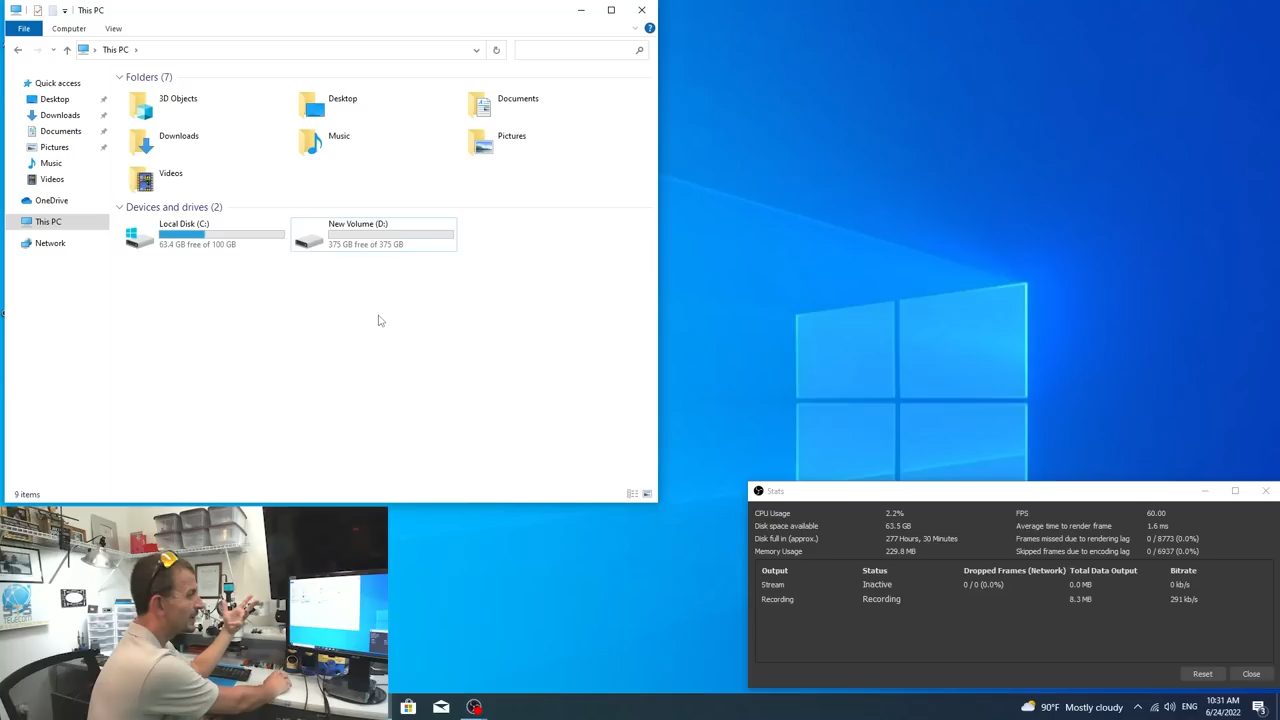 This PC
File
Computer
View
This PC
Folders (7)
3D Objects
Desktop
Documents
Downloads
Music
Pictures
Videos
Devices and drives (2)
Local Disk (C:)
63.4 GB free of 100 GB
New Volume (D:)
375 GB free of 375 GB
Quick access
Desktop
Downloads
Documents
Pictures
Music
Videos
OneDrive
This PC
Network
9 items
TELECOM
Stats
CPU Usage 2.2% FPS 60.00
Disk space available 63.5 GB Average time to render frame 1.6 ms
Disk full in (approx.) 277 Hours, 30 Minutes Frames missed due to rendering lag 0 / 8773 (0.0%)
Memory Usage 229.8 MB Skipped frames due to encoding lag 0 / 6937 (0.0%)
Output Status Dropped Frames (Network) Total Data Output Bitrate
Stream Inactive 0 / 0 (0.0%) 0.0 MB 0 kb/s
Recording Recording 8.3 MB 291 kb/s
Reset Close
90°F Mostly cloudy ENG 10:31 AM
6/24/2022 3